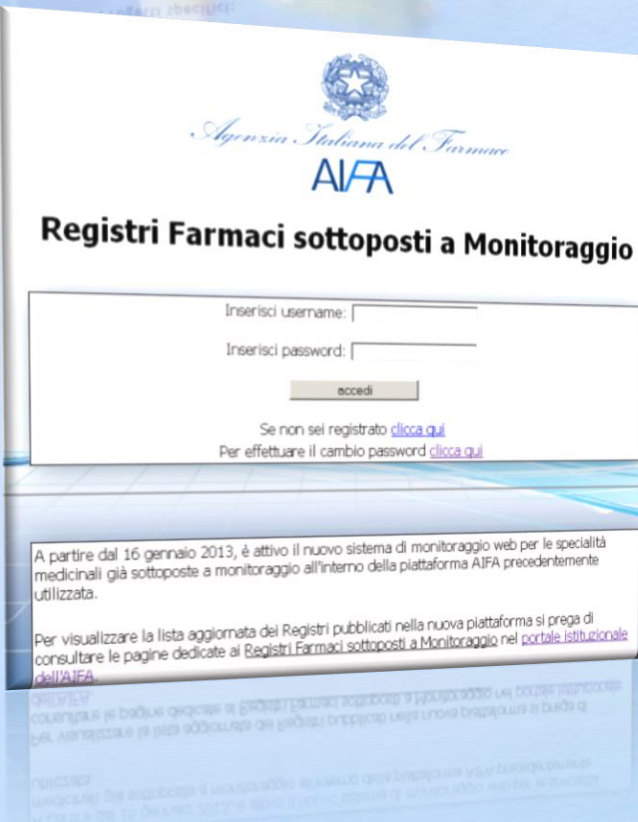 Agenzia Italiana del Farmaco
AIFA
Registri Farmaci sottoposti a Monitoraggio
Inserisci username:
Inserisci password:
accedi
Se non sei registrato clicca qui
Per effettuare il cambio password clicca qui
A partire dal 16 gennaio 2013, è attivo il nuovo sistema di monitoraggio web per le specialità
medicinali già sottoposte a monitoraggio all'interno della piattaforma AIFA precedentemente
utilizzata.
Per visualizzare la lista aggiornata dei Registri pubblicati nella nuova piattaforma si prega di
consultare le pagine dedicate ai Registri Farmaci sottoposti a Monitoraggio nel portale istituzionale
dell'AIFA.